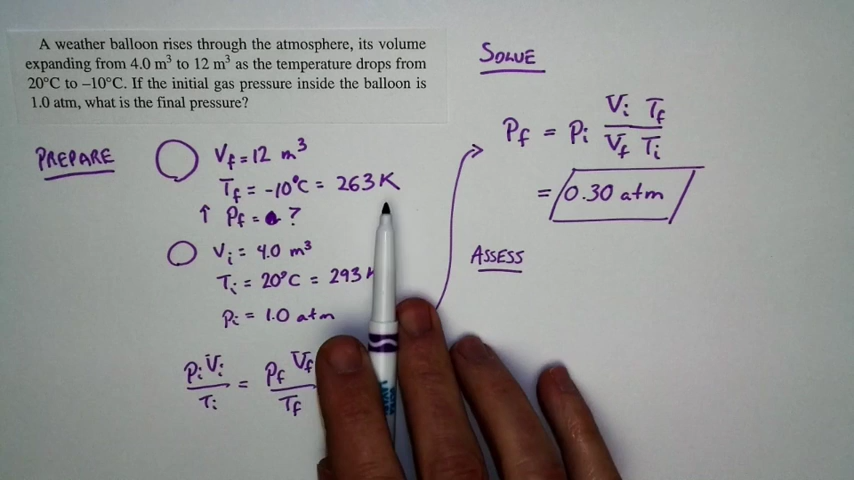 A weather balloon rises through the atmosphere, its volume
expanding from 4.0 m³ to 12 m³ as the temperature drops from
20°C to –10°C. If the initial gas pressure inside the balloon is
1.0 atm, what is the final pressure?
PREPARE
V_f = 12 m³
T_f = -10°C = 263K
↑ P_f = ?
V_i = 4.0 m³
T_i = 20°C = 293K
P_i = 1.0 atm
P_i V_i / T_i = P_f V_f / T_f
SOLVE
P_f = P_i V_i T_f / V_f T_i
= 0.30 atm
ASSESS